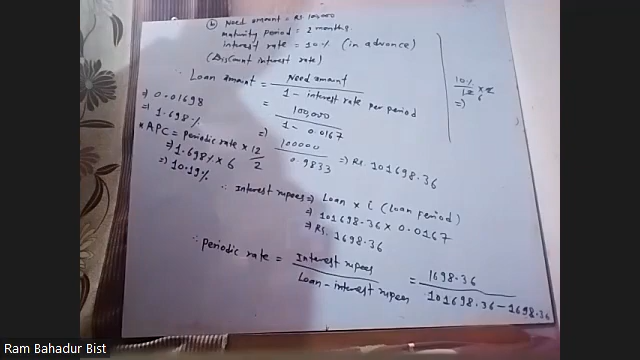 (b) Need amount = RS 100,000
maturity period = 2 months.
interest rate = 10% (in advance)
(Discount interest rate)
Loan amount = Need amount / 1 - interest rate per period
= 100,000 / 1 - 0.0167
⇒ 100000 / 0.9833 ⇒ Rs. 101698.36
10% / 12 6 × 2
⇒)
∴ interest rupees ⇒ Loan × i (Loan period)
⇒ 101698.36 × 0.0167
⇒ Rs. 1698.36
∴ periodic rate = Interest rupees / Loan - interest rupees = 1698.36 / 101698.36 - 1698.36
⇒ 0.01698
⇒ 1.698%
* APC = periodic rate × 12 / 2
⇒ 1.698% × 6
⇒ 10.19%
Ram Bahadur Bist